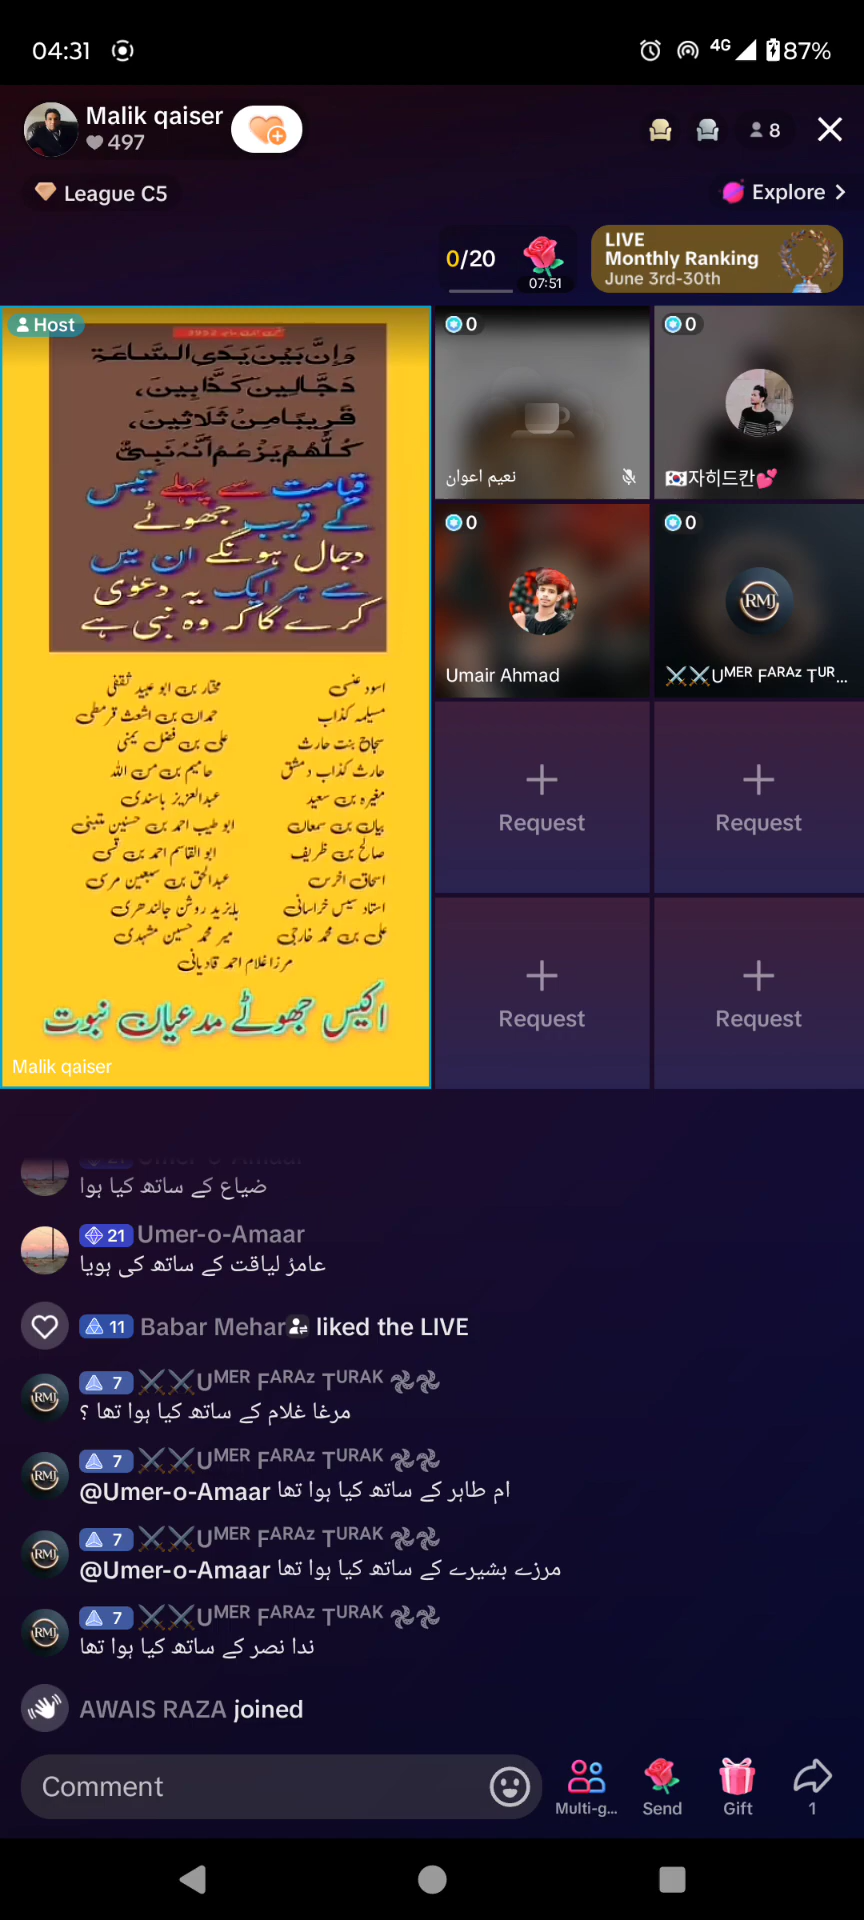 04:31
4G
87%
Malik qaiser
497
8
League C5
Explore
0/20
07:51
LIVE
Monthly Ranking
June 3rd-30th
Host
وَإِنَّ بَيْنَ يَدَيِ السَّاعَةِ
دَجَّالِينَ كَذَّابِينَ،
قَرِيبًا مِنْ ثَلَاثِينَ،
كُلُّهُمْ يَزْعُمُ أَنَّهُ نَبِيٌّ
قیامت سے پہلے تیس
کے قریب جھوٹے
دجال ہونگے ان میں
سے ہر ایک یہ دعوٰی
کرے گا کہ وہ نبی ہے
اسود عنسی مختار بن ابو عبید ثقفی
مسیلمہ کذاب حمدان بن اشعث قرمطی
سجاح بنت حارث علی بن فضل یمنی
حارث کذاب دمشقی حامیم بن من اللہ
مغیرہ بن سعید عبدالعزیز باسندی
بیان بن سمعان ابو طیب احمد بن حسنین متنبی
صالح بن ظریف ابو القاسم احمد بن قسی
اسحاق اخرس عبدالحق بن سبعین مرسی
استاد سیس خراسانی بایزید روشن جالندھری
علی بن محمد خارجی میر محمد حسین مشہدی
مرزا غلام احمد قادیانی
اکیس جھوٹے مدعیان نبوت
Malik qaiser
0
نعیم اعوان
0
🇰🇷자히드칸💕
0
Umair Ahmad
0
RMJ
⚔️⚔️Uᴹᴱᴿ Fᴬᴿᴬᶻ Tᵁᴿ...
Request
Request
Request
Request
ضیاع کے ساتھ کیا ہوا
21 Umer-o-Amaar
عامرُ لیاقت کے ساتھ کی ہویا
11 Babar Mehar liked the LIVE
7 ⚔️⚔️Uᴹᴱᴿ Fᴬᴿᴬᶻ Tᵁᴿᴬᴷ
مرغا غلام کے ساتھ کیا ہوا تھا ؟
7 ⚔️⚔️Uᴹᴱᴿ Fᴬᴿᴬᶻ Tᵁᴿᴬᴷ
@Umer-o-Amaar ام طاہر کے ساتھ کیا ہوا تھا
7 ⚔️⚔️Uᴹᴱᴿ Fᴬᴿᴬᶻ Tᵁᴿᴬᴷ
@Umer-o-Amaar مرزے بشیرے کے ساتھ کیا ہوا تھا
7 ⚔️⚔️Uᴹᴱᴿ Fᴬᴿᴬᶻ Tᵁᴿᴬᴷ
ندا نصر کے ساتھ کیا ہوا تھا
AWAIS RAZA joined
Comment
Multi-g...
Send
Gift
1